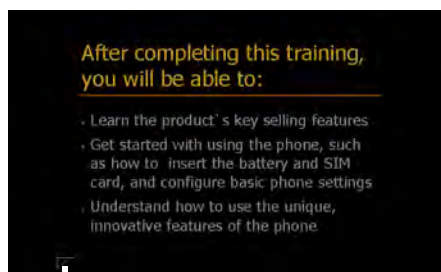 After completing this training,
you will be able to:
. Learn the product`s key selling features
. Get started with using the phone, such
as how to insert the battery and SIM
card, and configure basic phone settings
. Understand how to use the unique,
innovative features of the phone